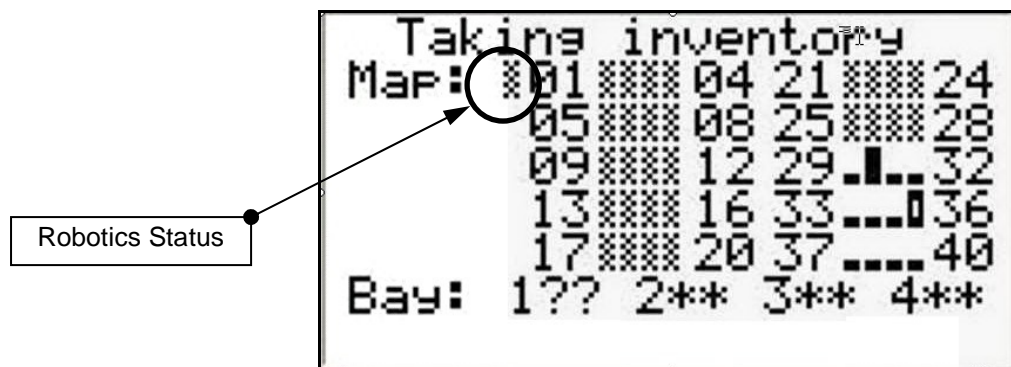 Taking inventory
Map: 01 04 21 24
05 08 25 28
09 12 29 32
13 16 33 36
17 20 37 40
Bay: 1?? 2** 3** 4**
Robotics Status